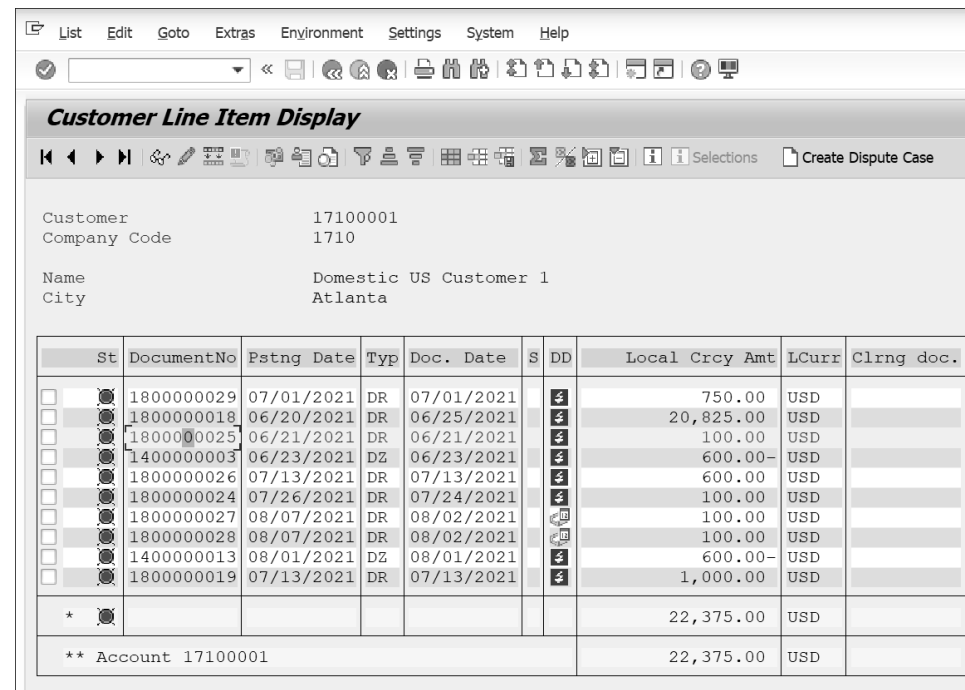 List Edit Goto Extras Environment Settings System Help
Customer Line Item Display
Selections Create Dispute Case
Customer 17100001
Company Code 1710
Name Domestic US Customer 1
City Atlanta
St DocumentNo Pstng Date Typ Doc. Date S DD Local Crcy Amt LCurr Clrng doc.
1800000029 07/01/2021 DR 07/01/2021 750.00 USD
1800000018 06/20/2021 DR 06/25/2021 20,825.00 USD
1800000025 06/21/2021 DR 06/21/2021 100.00 USD
1400000003 06/23/2021 DZ 06/23/2021 600.00- USD
1800000026 07/13/2021 DR 07/13/2021 600.00 USD
1800000024 07/26/2021 DR 07/24/2021 100.00 USD
1800000027 08/07/2021 DR 08/02/2021 100.00 USD
1800000028 08/07/2021 DR 08/02/2021 100.00 USD
1400000013 08/01/2021 DZ 08/01/2021 600.00- USD
1800000019 07/13/2021 DR 07/13/2021 1,000.00 USD
* 22,375.00 USD
** Account 17100001 22,375.00 USD